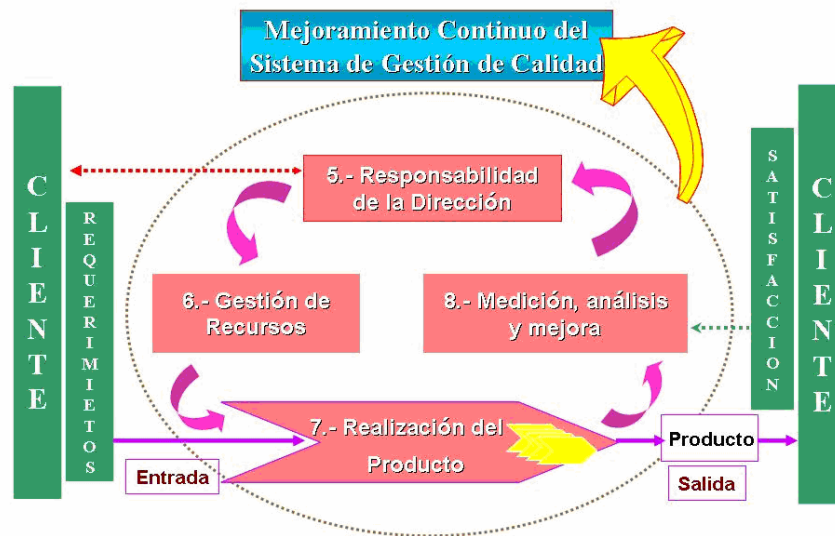 Mejoramiento Continuo del
Sistema de Gestión de Calidad
CLIENTE
REQUERIMIETOS
5.- Responsabilidad
de la Dirección
6.- Gestión de
Recursos
8.- Medición, análisis
y mejora
7.- Realización del
Producto
Entrada
Producto
Salida
SATISFACCION
CLIENTE